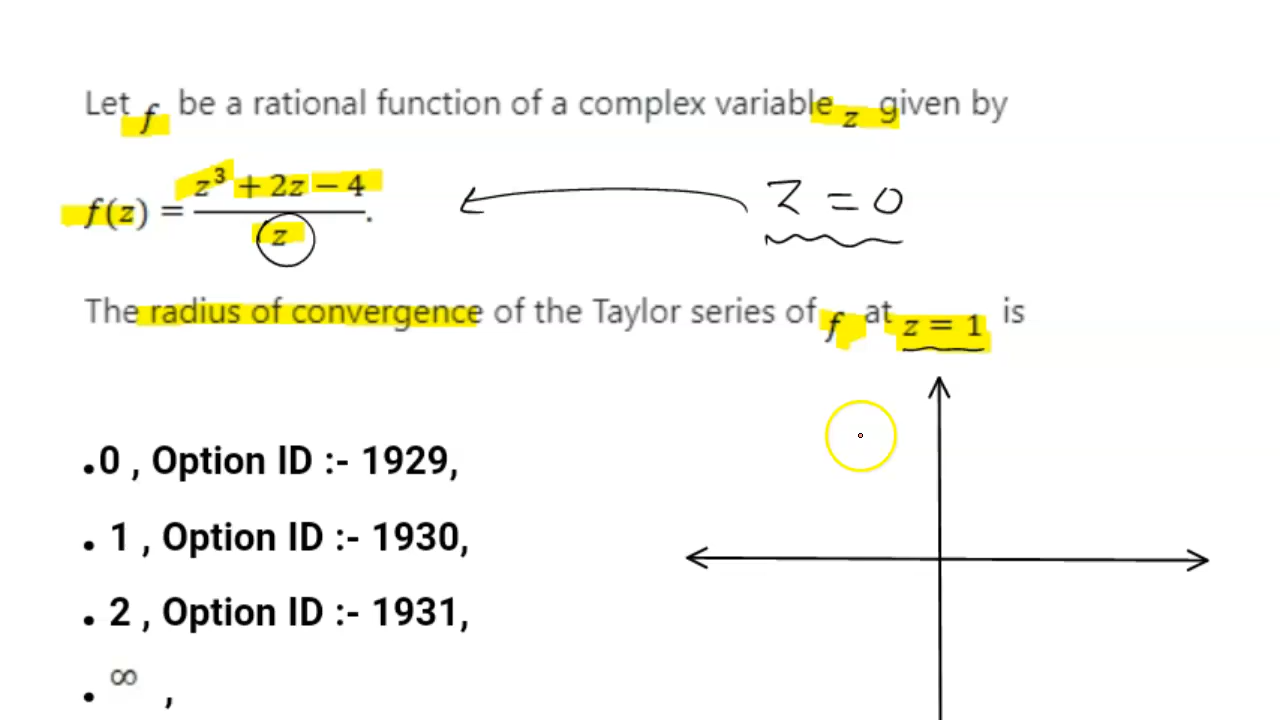 Let f be a rational function of a complex variable z given by
f(z) = z³ + 2z − 4 / z . z = 0
The radius of convergence of the Taylor series of f at z = 1 is
.0 , Option ID :- 1929,
. 1 , Option ID :- 1930,
. 2 , Option ID :- 1931,
. ∞ ,